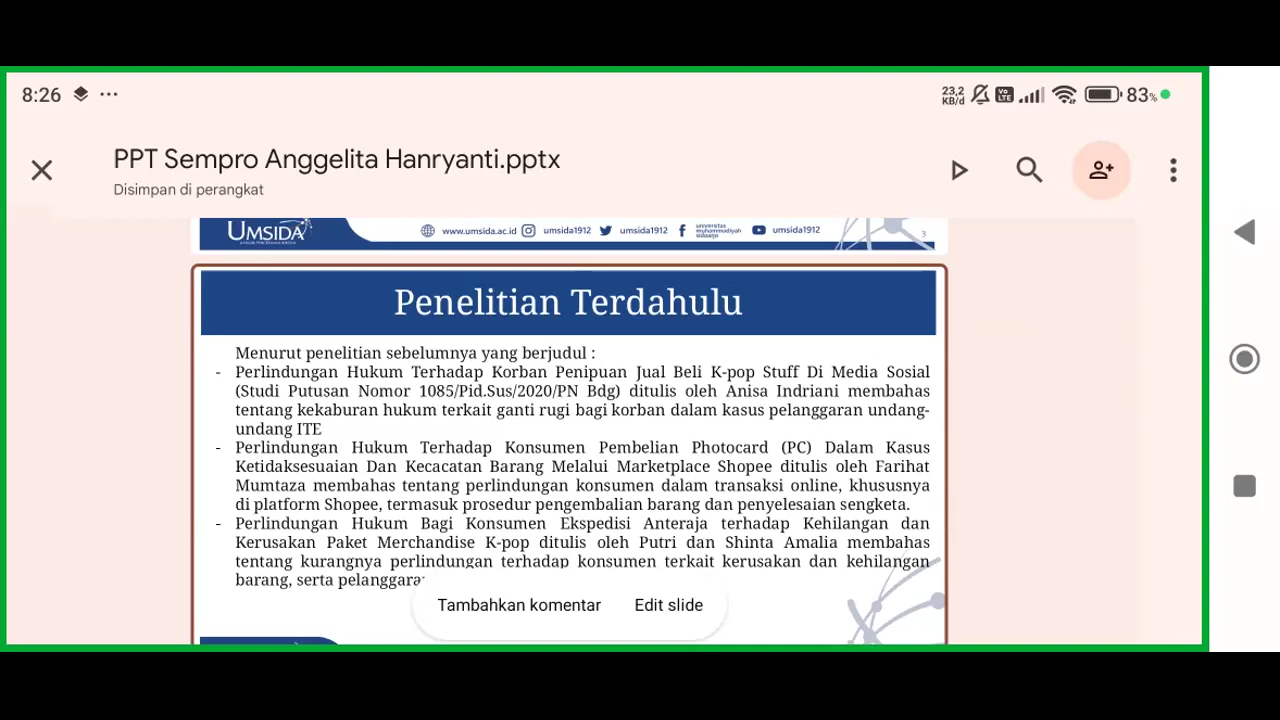 8:26 ...
23,2
KB/d
Vo
LTE
83%
PPT Sempro Anggelita Hanryanti.pptx
Disimpan di perangkat
UMSIDA
www.umsida.ac.id umsida1912 umsida1912 universitas muhammadiyah sidoarjo umsida1912
3
Penelitian Terdahulu
Menurut penelitian sebelumnya yang berjudul :
- Perlindungan Hukum Terhadap Korban Penipuan Jual Beli K-pop Stuff Di Media Sosial
(Studi Putusan Nomor 1085/Pid.Sus/2020/PN Bdg) ditulis oleh Anisa Indriani membahas
tentang kekaburan hukum terkait ganti rugi bagi korban dalam kasus pelanggaran undang-
undang ITE
- Perlindungan Hukum Terhadap Konsumen Pembelian Photocard (PC) Dalam Kasus
Ketidaksesuaian Dan Kecacatan Barang Melalui Marketplace Shopee ditulis oleh Farihat
Mumtaza membahas tentang perlindungan konsumen dalam transaksi online, khususnya
di platform Shopee, termasuk prosedur pengembalian barang dan penyelesaian sengketa.
- Perlindungan Hukum Bagi Konsumen Ekspedisi Anteraja terhadap Kehilangan dan
Kerusakan Paket Merchandise K-pop ditulis oleh Putri dan Shinta Amalia membahas
tentang kurangnya perlindungan terhadap konsumen terkait kerusakan dan kehilangan
barang, serta
Tambahkan komentar Edit slide